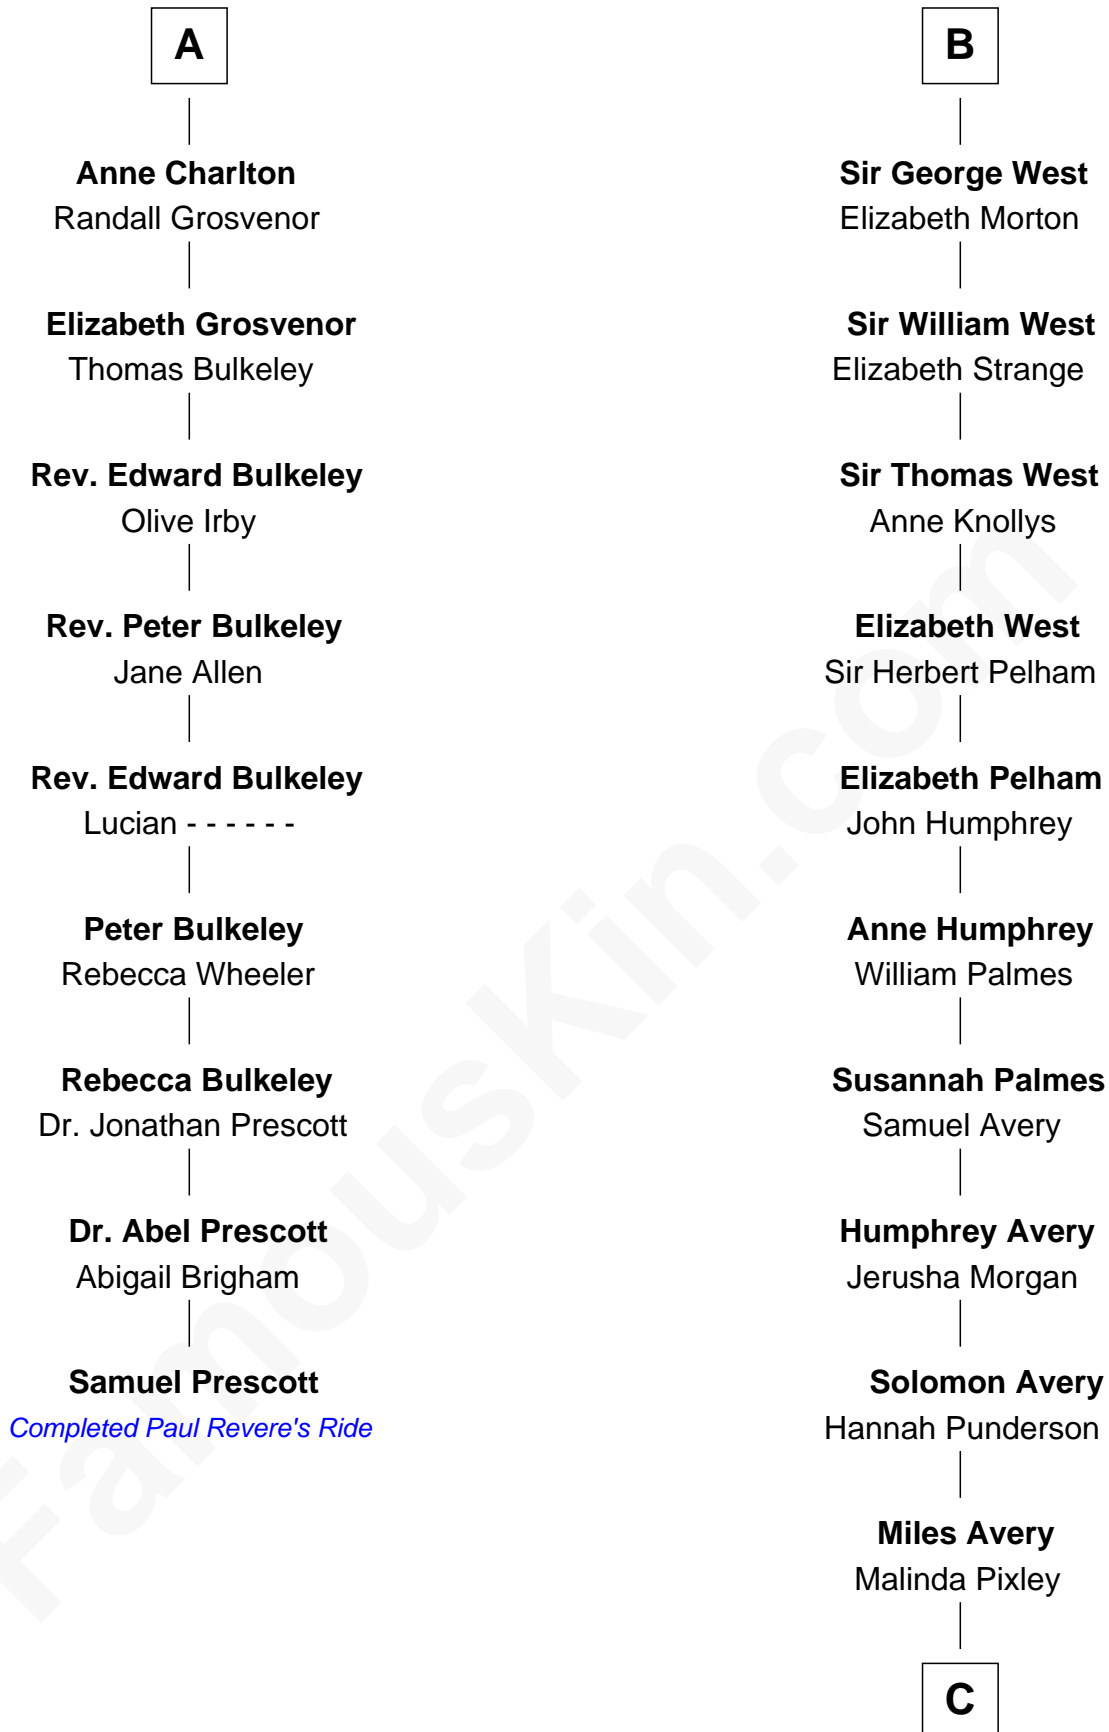 A
Anne Charlton
Randall Grosvenor
Elizabeth Grosvenor
Thomas Bulkeley
Rev. Edward Bulkeley
Olive Irby
Rev. Peter Bulkeley
Jane Allen
Rev. Edward Bulkeley
Lucian - - - - - -
Peter Bulkeley
Rebecca Wheeler
Rebecca Bulkeley
Dr. Jonathan Prescott
Dr. Abel Prescott
Abigail Brigham
Samuel Prescott
Completed Paul Revere's Ride
B
Sir George West
Elizabeth Morton
Sir William West
Elizabeth Strange
Sir Thomas West
Anne Knollys
Elizabeth West
Sir Herbert Pelham
Elizabeth Pelham
John Humphrey
Anne Humphrey
William Palmes
Susannah Palmes
Samuel Avery
Humphrey Avery
Jerusha Morgan
Solomon Avery
Hannah Punderson
Miles Avery
Malinda Pixley
C
FamousKin.com